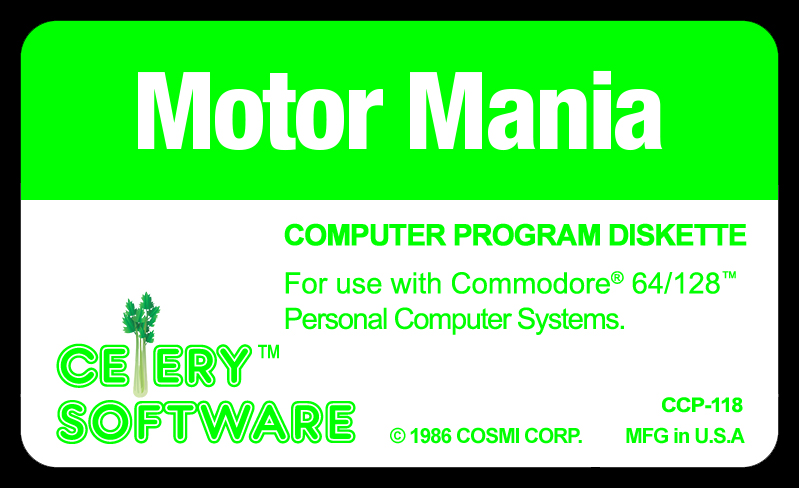 Motor Mania
COMPUTER PROGRAM DISKETTE
For use with Commodore® 64/128™
Personal Computer Systems.
CELERY™
SOFTWARE
CCP-118
© 1986 COSMI CORP. MFG in U.S.A